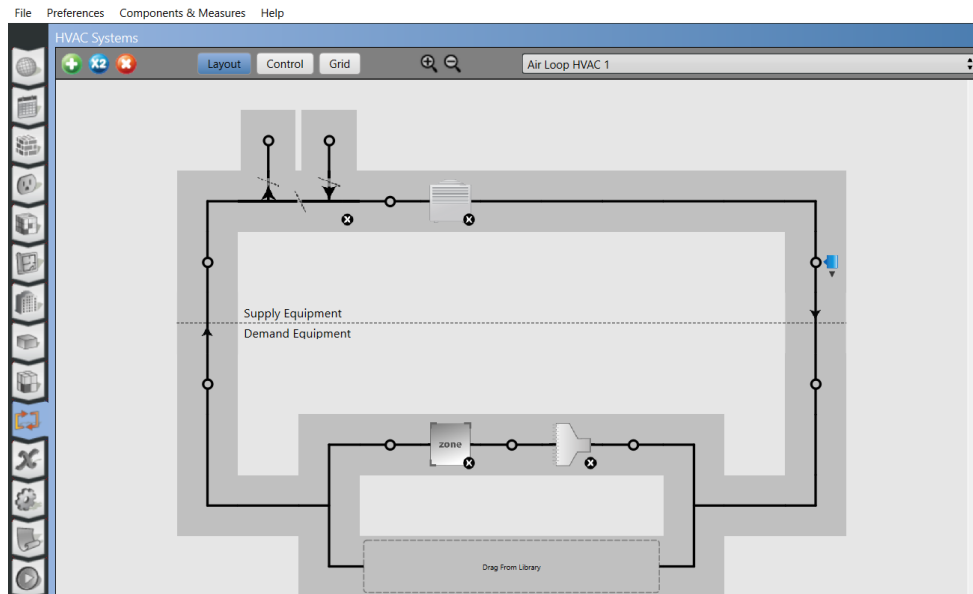 File Preferences Components & Measures Help
HVAC Systems
X2 Layout Control Grid Air Loop HVAC 1
Supply Equipment
Demand Equipment
zone
Drag From Library